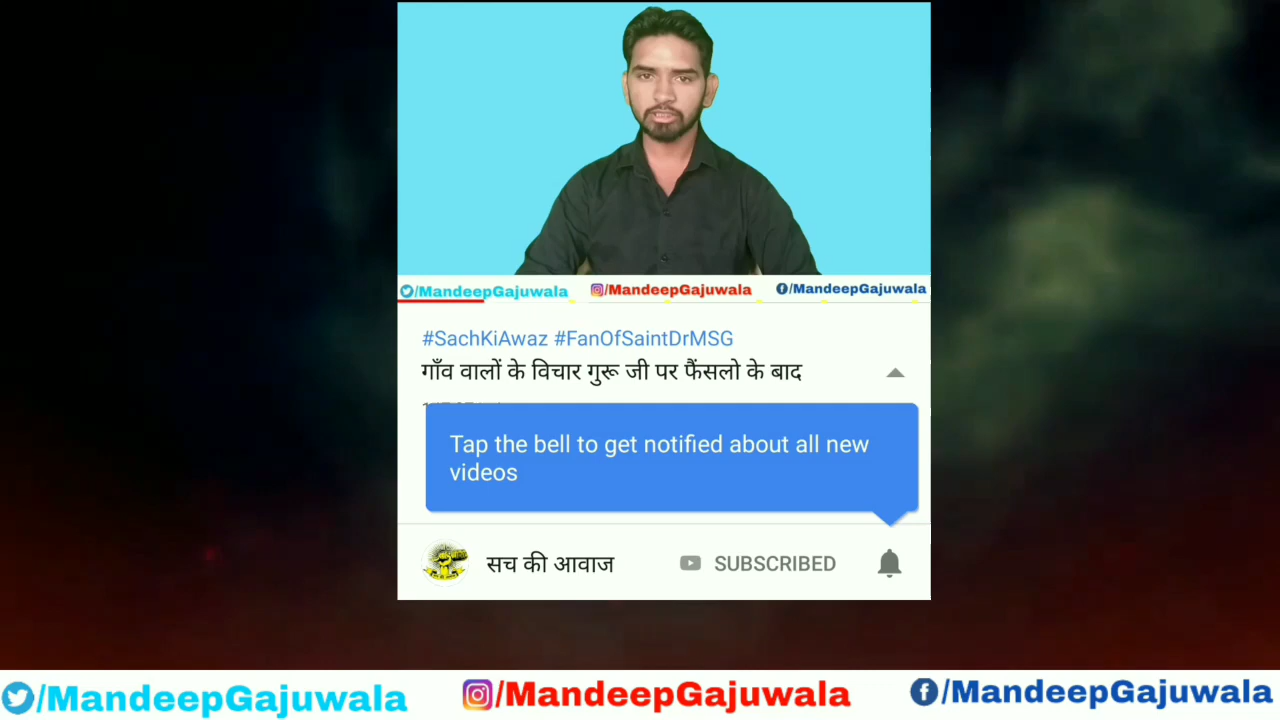 /MandeepGajuwala /MandeepGajuwala /MandeepGajuwala
#SachKiAwaz #FanOfSaintDrMSG
गाँव वालों के विचार गुरू जी पर फैंसलो के बाद
Tap the bell to get notified about all new
videos
सच की आवाज SUBSCRIBED
/MandeepGajuwala /MandeepGajuwala /MandeepGajuwala